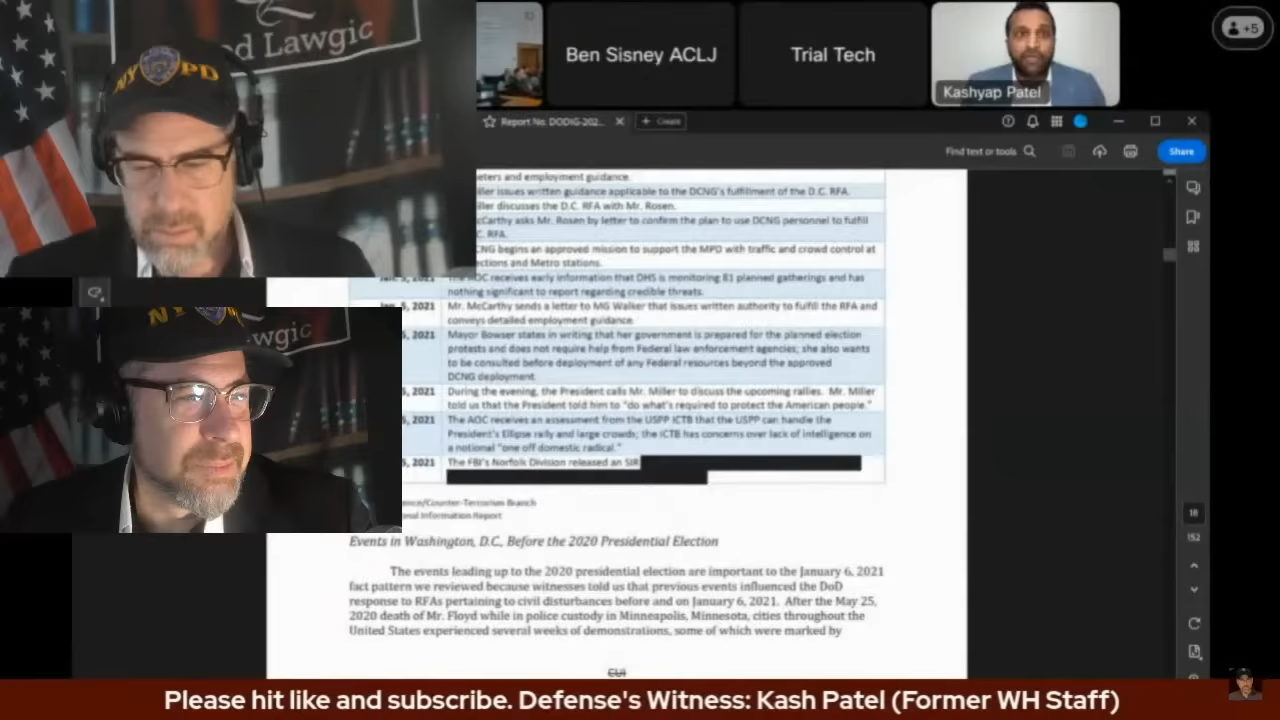 d Lawgic
NYPD
Ben Sisney ACLJ
Trial Tech
Kashyap Patel
+5
Report No. DODIG-202...
+ Create
Find text or tools
Share
eters and employment guidance.
iller issues written guidance applicable to the DCNG's fulfillment of the D.C. RFA.
iller discusses the D.C. RFA with Mr. Rosen.
cCarthy asks Mr. Rosen by letter to confirm the plan to use DCNG personnel to fulfill
C. RFA.
CNG begins an approved mission to support the MPD with traffic and crowd control at
ections and Metro stations.
AOC receives early information that DHS is monitoring 81 planned gatherings and has
nothing significant to report regarding credible threats.
5, 2021 Mr. McCarthy sends a letter to MG Walker that issues written authority to fulfill the RFA and
conveys detailed employment guidance.
5, 2021 Mayor Bowser states in writing that her government is prepared for the planned election
protests and does not require help from Federal law enforcement agencies; she also wants
to be consulted before deployment of any Federal resources beyond the approved
DCNG deployment.
5, 2021 During the evening, the President calls Mr. Miller to discuss the upcoming rallies. Mr. Miller
told us that the President told him to "do what's required to protect the American people."
5, 2021 The AOC receives an assessment from the USPP ICTB that the USPP can handle the
President's Ellipse rally and large crowds; the ICTB has concerns over lack of intelligence on
a notional "one off domestic radical."
5, 2021 The FBI's Norfolk Division released an SIR
wgic
NY
ence/Counter-Terrorism Branch
onal Information Report
Events in Washington, D.C., Before the 2020 Presidential Election
The events leading up to the 2020 presidential election are important to the January 6, 2021
fact pattern we reviewed because witnesses told us that previous events influenced the DoD
response to RFAs pertaining to civil disturbances before and on January 6, 2021. After the May 25,
2020 death of Mr. Floyd while in police custody in Minneapolis, Minnesota, cities throughout the
United States experienced several weeks of demonstrations, some of which were marked by
CUI
18
152
Please hit like and subscribe. Defense's Witness: Kash Patel (Former WH Staff)